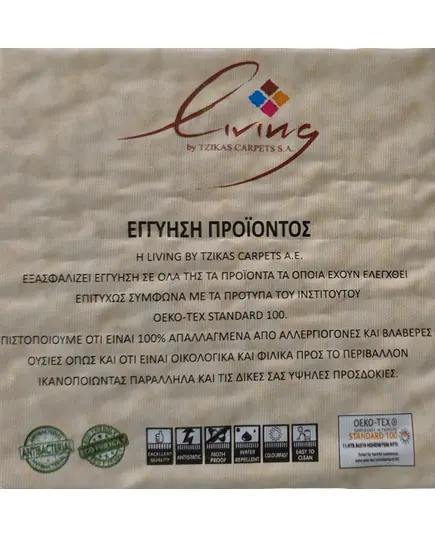 Living
by TZIKAS CARPETS S.A.
ΕΓΓΥΗΣΗ ΠΡΟΪΟΝΤΟΣ
Η LIVING BY TZIKAS CARPETS Α.Ε.
ΕΞΑΣΦΑΛΙΖΕΙ ΕΓΓΥΗΣΗ ΣΕ ΟΛΑ ΤΗΣ ΤΑ ΠΡΟΪΟΝΤΑ ΤΑ ΟΠΟΙΑ ΕΧΟΥΝ ΕΛΕΓΧΘΕΙ
ΕΠΙΤΥΧΩΣ ΣΥΜΦΩΝΑ ΜΕ ΤΑ ΠΡΟΤΥΠΑ ΤΟΥ ΙΝΣΤΙΤΟΥΤΟΥ
OEKO-TEX STANDARD 100.
ΠΙΣΤΟΠΟΙΟΥΜΕ ΟΤΙ ΕΙΝΑΙ 100% ΑΠΑΛΛΑΓΜΕΝΑ ΑΠΟ ΑΛΛΕΡΓΙΟΓΟΝΕΣ ΚΑΙ ΒΛΑΒΕΡΕΣ
ΟΥΣΙΕΣ ΟΠΩΣ ΚΑΙ ΟΤΙ ΕΙΝΑΙ ΟΙΚΟΛΟΓΙΚΑ ΚΑΙ ΦΙΛΙΚΑ ΠΡΟΣ ΤΟ ΠΕΡΙΒΑΛΛΟΝ
ΙΚΑΝΟΠΟΙΩΝΤΑΣ ΠΑΡΑΛΛΗΛΑ ΚΑΙ ΤΙΣ ΔΙΚΕΣ ΣΑΣ ΥΨΗΛΕΣ ΠΡΟΣΔΟΚΙΕΣ.
ANTIBACTERIAL
ECO FRIENDLY
EXCELLENT QUALITY
ANTISTATIC
MOTH PROOF
WATER REPELLENT
COLOURFAST
EASY TO CLEAN
OEKO-TEX®
STANDARD 100